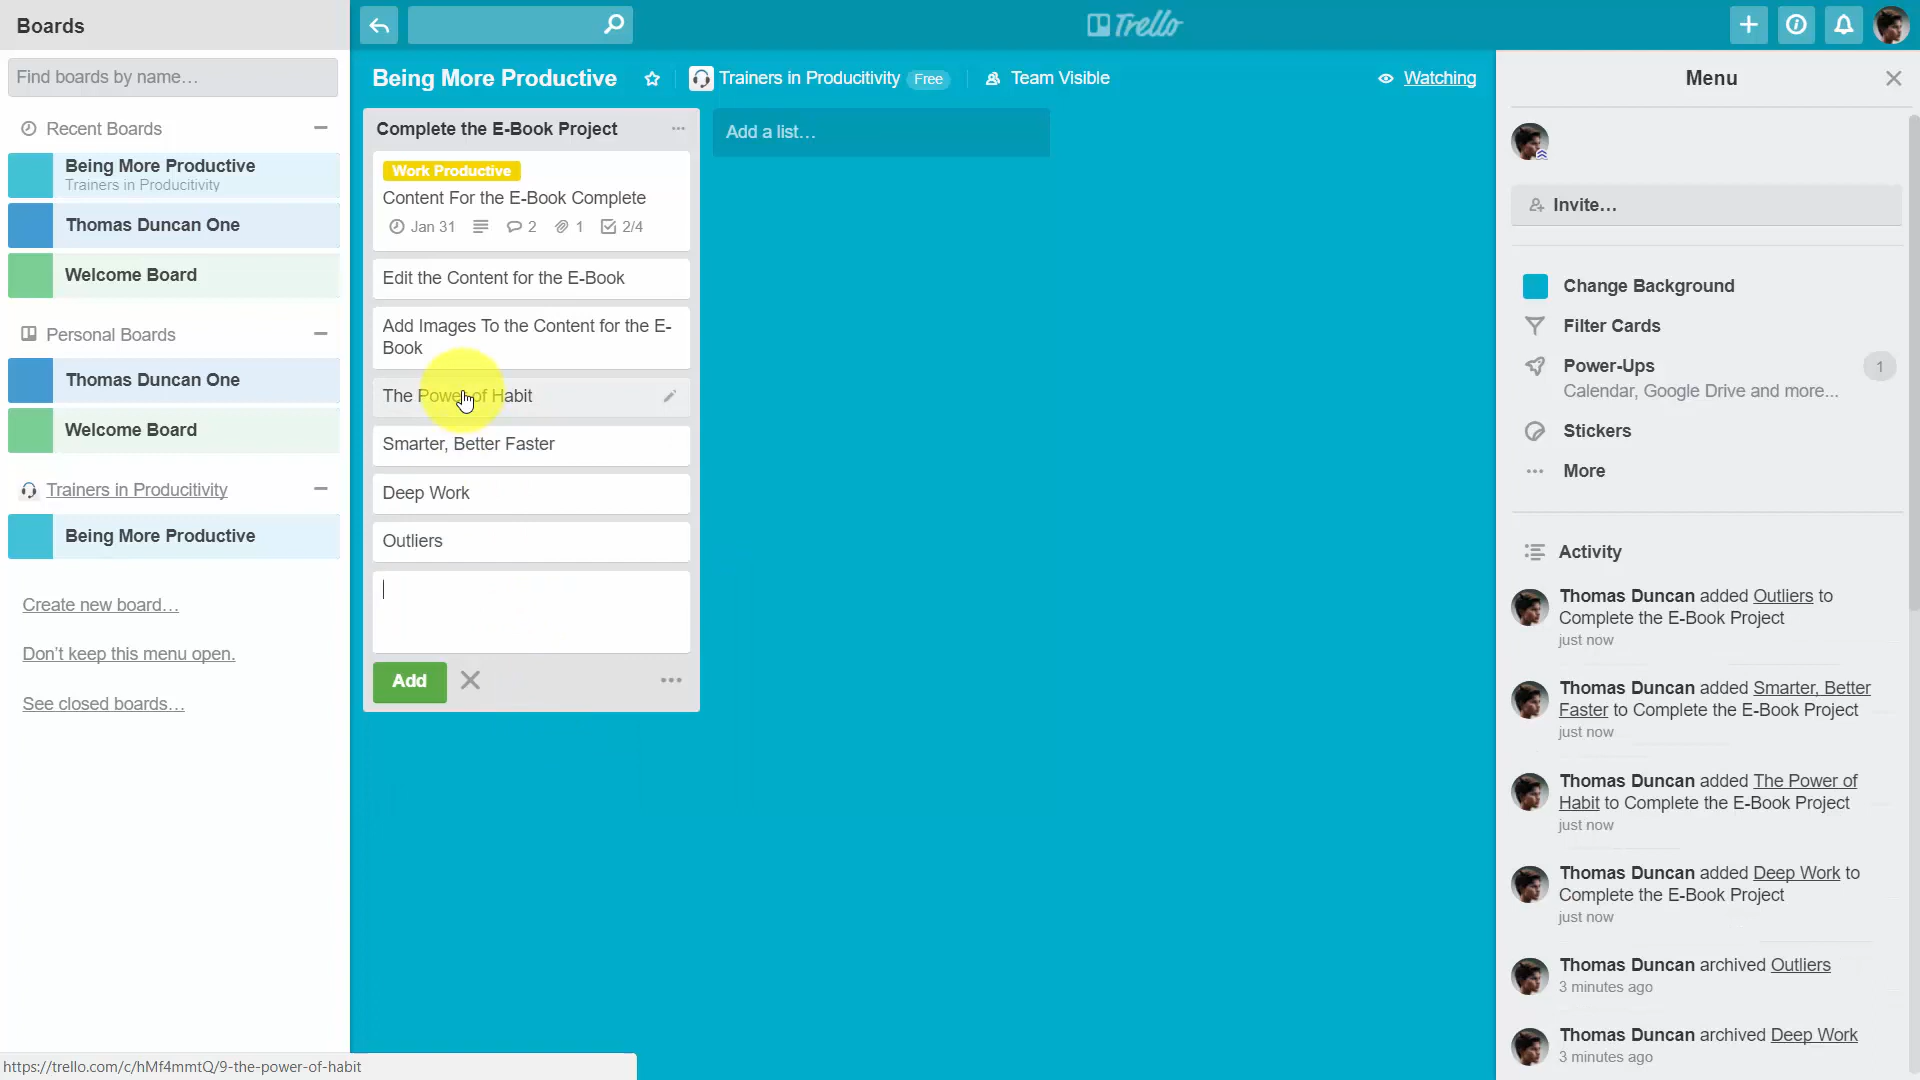 Boards
Find boards by name…
Recent Boards
Being More Productive
Trainers in Producitivity
Thomas Duncan One
Welcome Board
Personal Boards
Thomas Duncan One
Welcome Board
Trainers in Producitivity
Being More Productive
Create new board…
Don't keep this menu open.
See closed boards…
Trello
Being More Productive
Trainers in Producitivity
Free
Team Visible
Watching
Complete the E-Book Project
Work Productive
Content For the E-Book Complete
Jan 31 2 1 2/4
Edit the Content for the E-Book
Add Images To the Content for the E-
Book
The Power of Habit
Smarter, Better Faster
Deep Work
Outliers
Add
Add a list…
Menu
Invite…
Change Background
Filter Cards
Power-Ups
1
Calendar, Google Drive and more...
Stickers
More
Activity
Thomas Duncan added Outliers to
Complete the E-Book Project
just now
Thomas Duncan added Smarter, Better
Faster to Complete the E-Book Project
just now
Thomas Duncan added The Power of
Habit to Complete the E-Book Project
just now
Thomas Duncan added Deep Work to
Complete the E-Book Project
just now
Thomas Duncan archived Outliers
3 minutes ago
Thomas Duncan archived Deep Work
3 minutes ago
https://trello.com/c/hMf4mmtQ/9-the-power-of-habit